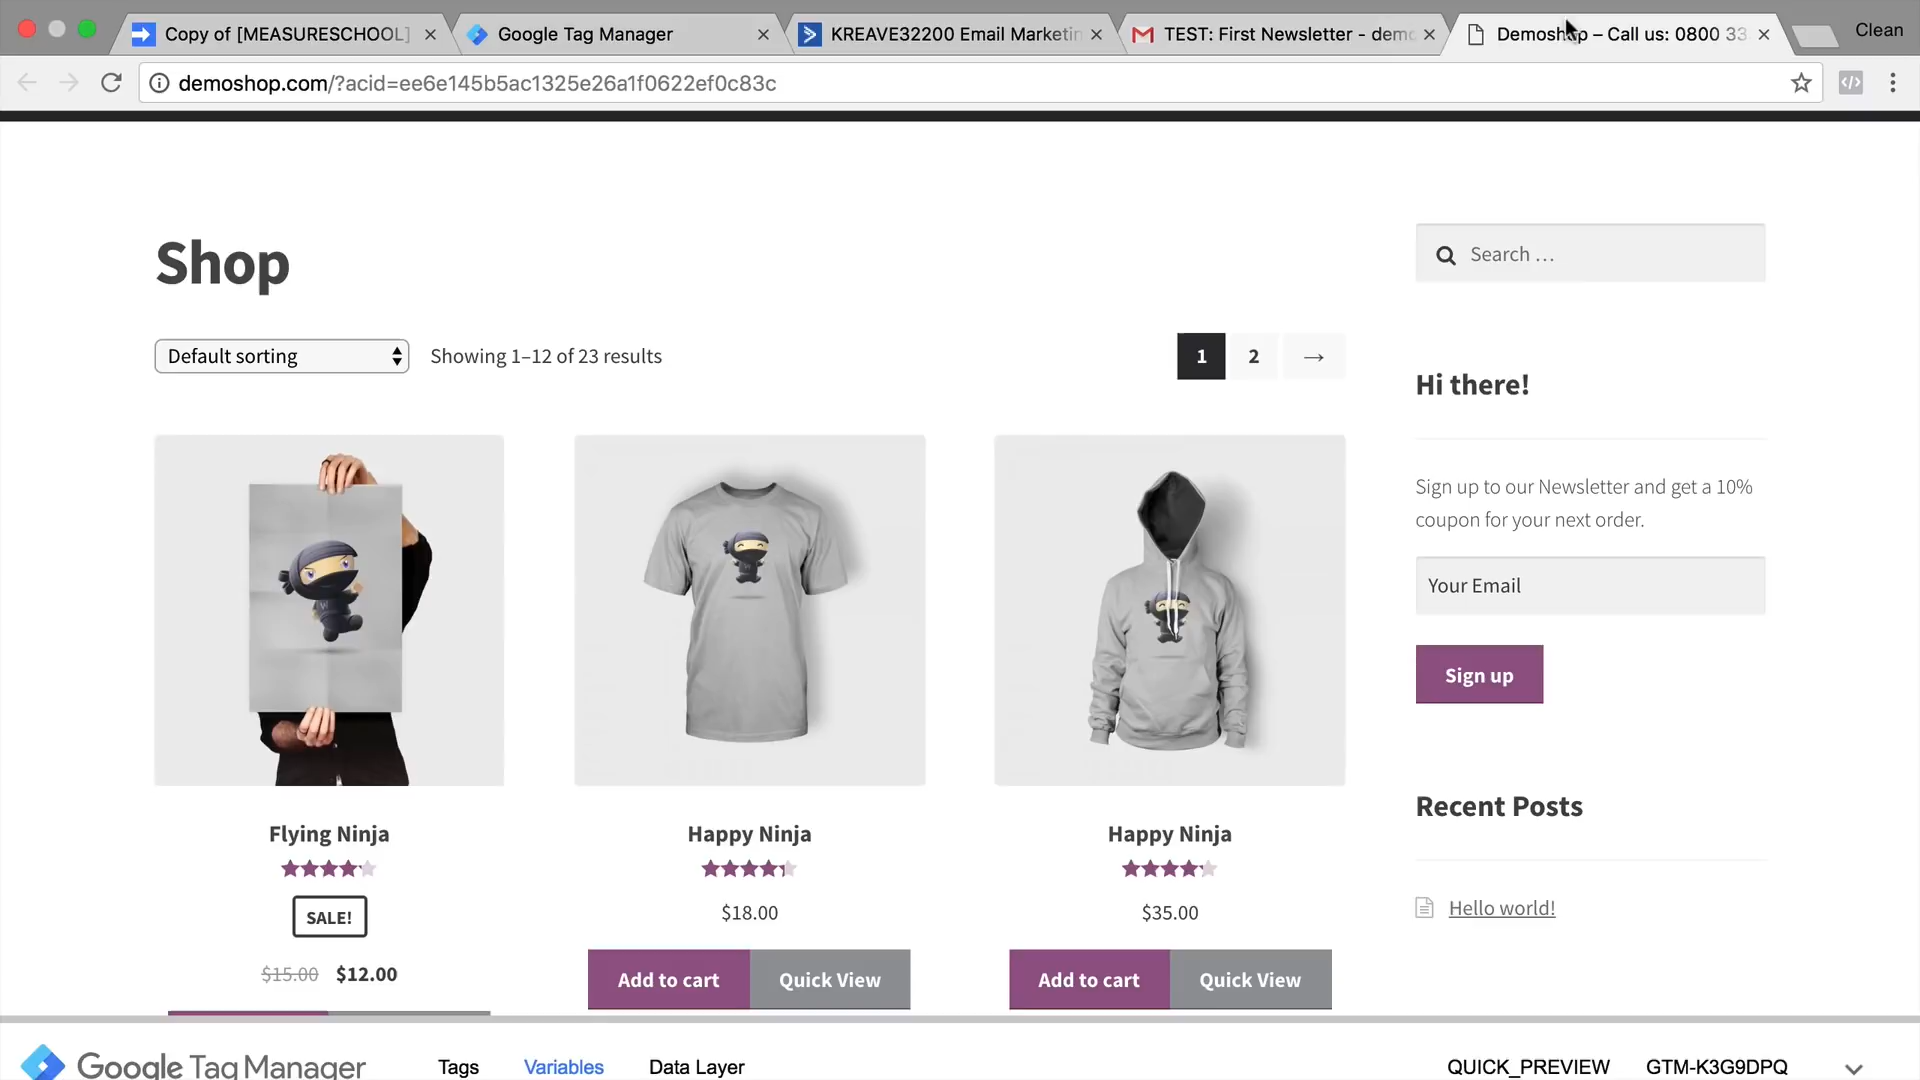 Copy of [MEASURESCHOOL]
Google Tag Manager
KREAVE32200 Email Marketin
TEST: First Newsletter - demo
Demoshop – Call us: 0800 33
Clean
demoshop.com/?acid=ee6e145b5ac1325e26a1f0622ef0c83c
Shop
Search …
Default sorting
Showing 1–12 of 23 results
1
2
→
Hi there!
Sign up to our Newsletter and get a 10%
coupon for your next order.
Your Email
Sign up
Recent Posts
Hello world!
Flying Ninja
SALE!
$15.00 $12.00
Happy Ninja
$18.00
Add to cart
Quick View
Happy Ninja
$35.00
Add to cart
Quick View
Google Tag Manager
Tags
Variables
Data Layer
QUICK_PREVIEW
GTM-K3G9DPQ